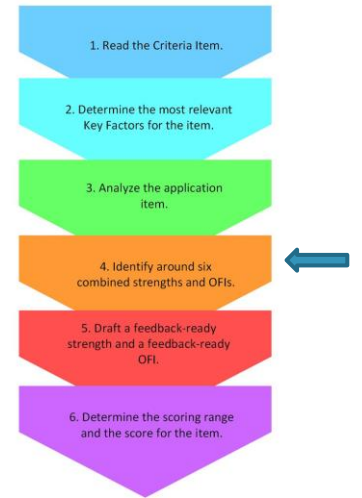 1. Read the Criteria Item.
2. Determine the most relevant
Key Factors for the item.
3. Analyze the application
item.
4. Identify around six
combined strengths and OFIs.
5. Draft a feedback-ready
strength and a feedback-ready
OFI.
6. Determine the scoring range
and the score for the item.